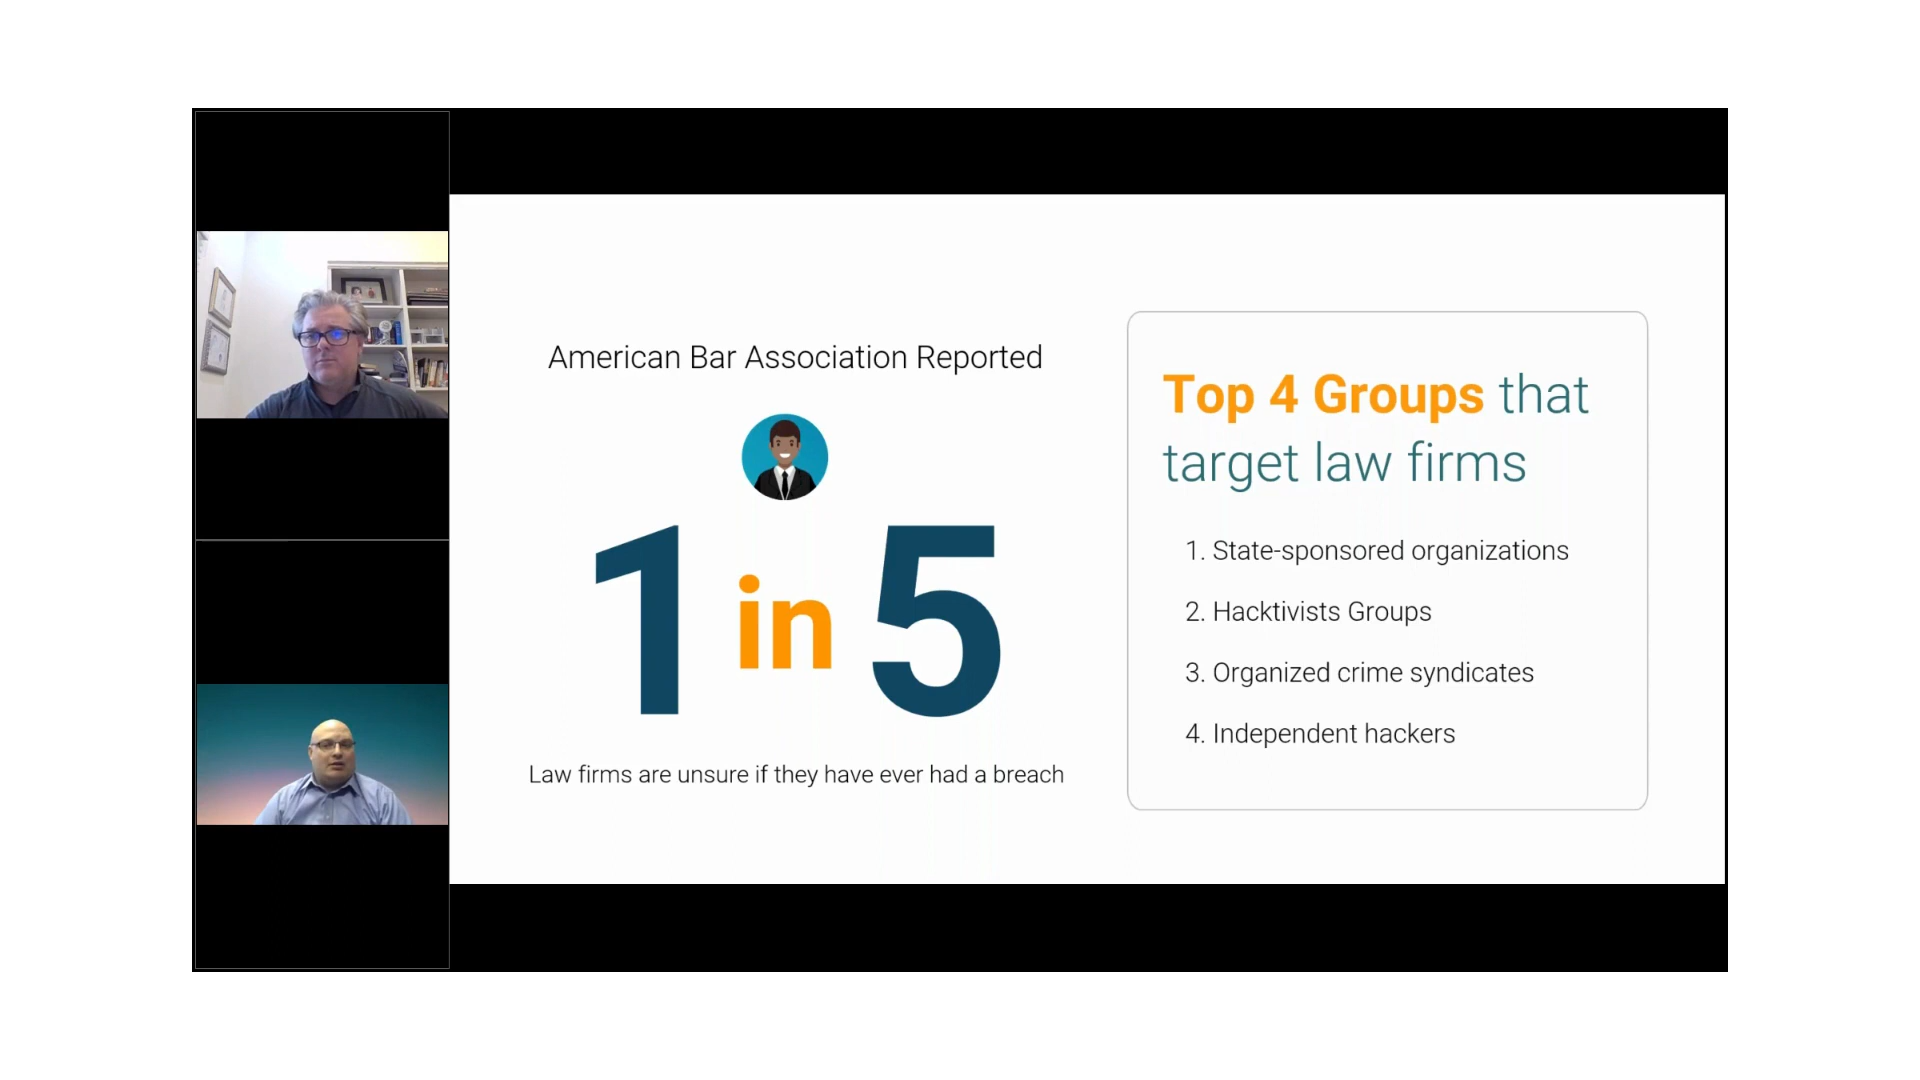 American Bar Association Reported
1 in 5
Law firms are unsure if they have ever had a breach
Top 4 Groups that
target law firms
1. State-sponsored organizations
2. Hacktivists Groups
3. Organized crime syndicates
4. Independent hackers